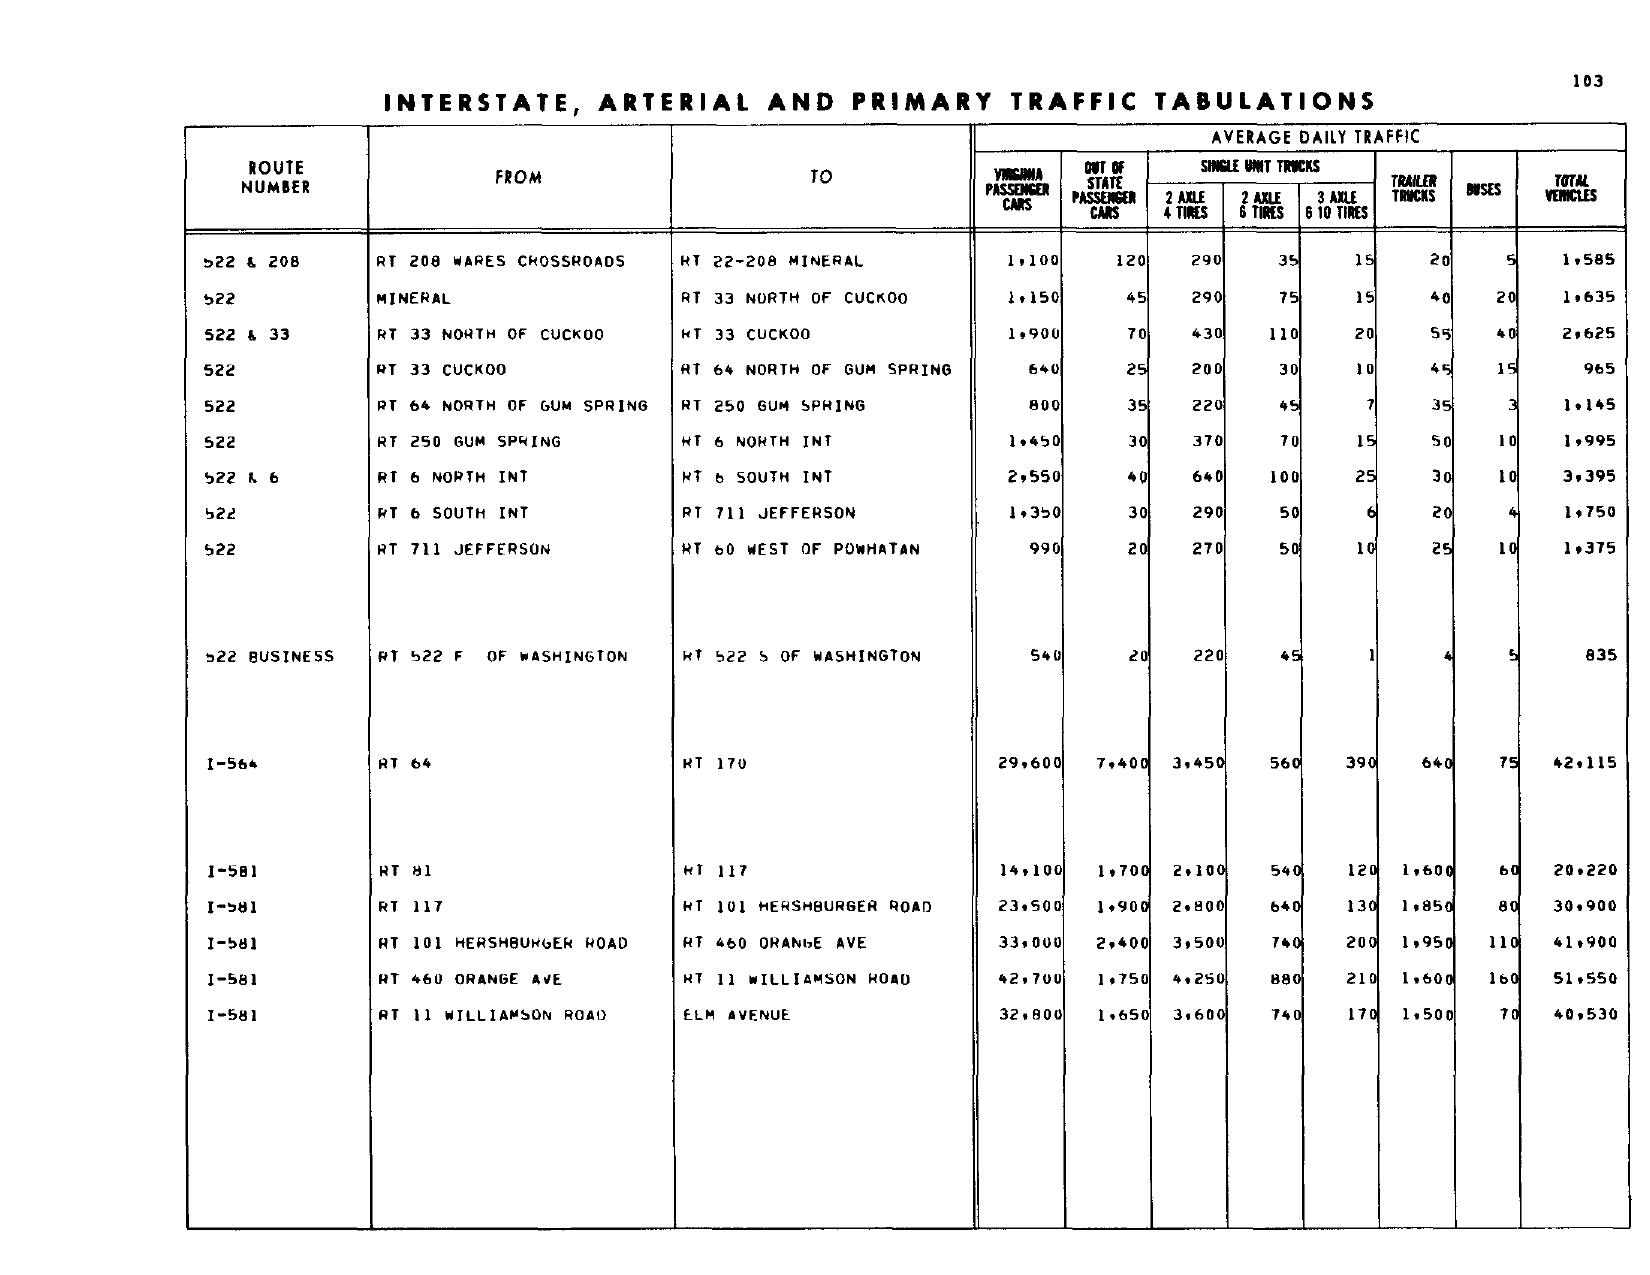 103
INTERSTATE, ARTERIAL AND PRIMARY TRAFFIC TABULATIONS
AVERAGE DAILY TRAFFIC
ROUTE NUMBER FROM TO VIRGINIA PASSENGER CARS OUT OF STATE PASSENGER CARS SINGLE UNIT TRUCKS 2 AXLE 4 TIRES 2 AXLE 6 TIRES 3 AXLE 6 10 TIRES TRAILER TRUCKS BUSES TOTAL VEHICLES
522 & 208 RT 208 WARES CROSSROADS RT 22-208 MINERAL 1,100 120 290 35 15 20 5 1,585
522 MINERAL RT 33 NORTH OF CUCKOO 1,150 45 290 75 15 40 20 1,635
522 & 33 RT 33 NORTH OF CUCKOO RT 33 CUCKOO 1,900 70 430 110 20 55 40 2,625
522 RT 33 CUCKOO RT 64 NORTH OF GUM SPRING 640 25 200 30 10 45 15 965
522 RT 64 NORTH OF GUM SPRING RT 250 GUM SPRING 800 35 220 45 7 35 3 1,145
522 RT 250 GUM SPRING RT 6 NORTH INT 1,450 30 370 70 15 50 10 1,995
522 & 6 RT 6 NORTH INT RT 6 SOUTH INT 2,550 40 640 100 25 30 10 3,395
522 RT 6 SOUTH INT RT 711 JEFFERSON 1,350 30 290 50 6 20 4 1,750
522 RT 711 JEFFERSON RT 60 WEST OF POWHATAN 990 20 270 50 10 25 10 1,375
522 BUSINESS RT 522 F OF WASHINGTON RT 522 S OF WASHINGTON 540 20 220 45 1 4 5 835
I-564 RT 64 RT 170 29,600 7,400 3,450 560 390 640 75 42,115
I-581 RT 81 RT 117 14,100 1,700 2,100 540 120 1,600 60 20,220
I-581 RT 117 RT 101 HERSHBURGER ROAD 23,500 1,900 2,800 640 130 1,850 80 30,900
I-581 RT 101 HERSHBURGER ROAD RT 460 ORANGE AVE 33,000 2,400 3,500 740 200 1,950 110 41,900
I-581 RT 460 ORANGE AVE RT 11 WILLIAMSON ROAD 42,700 1,750 4,250 880 210 1,600 160 51,550
I-581 RT 11 WILLIAMSON ROAD ELM AVENUE 32,800 1,650 3,600 740 170 1,500 70 40,530